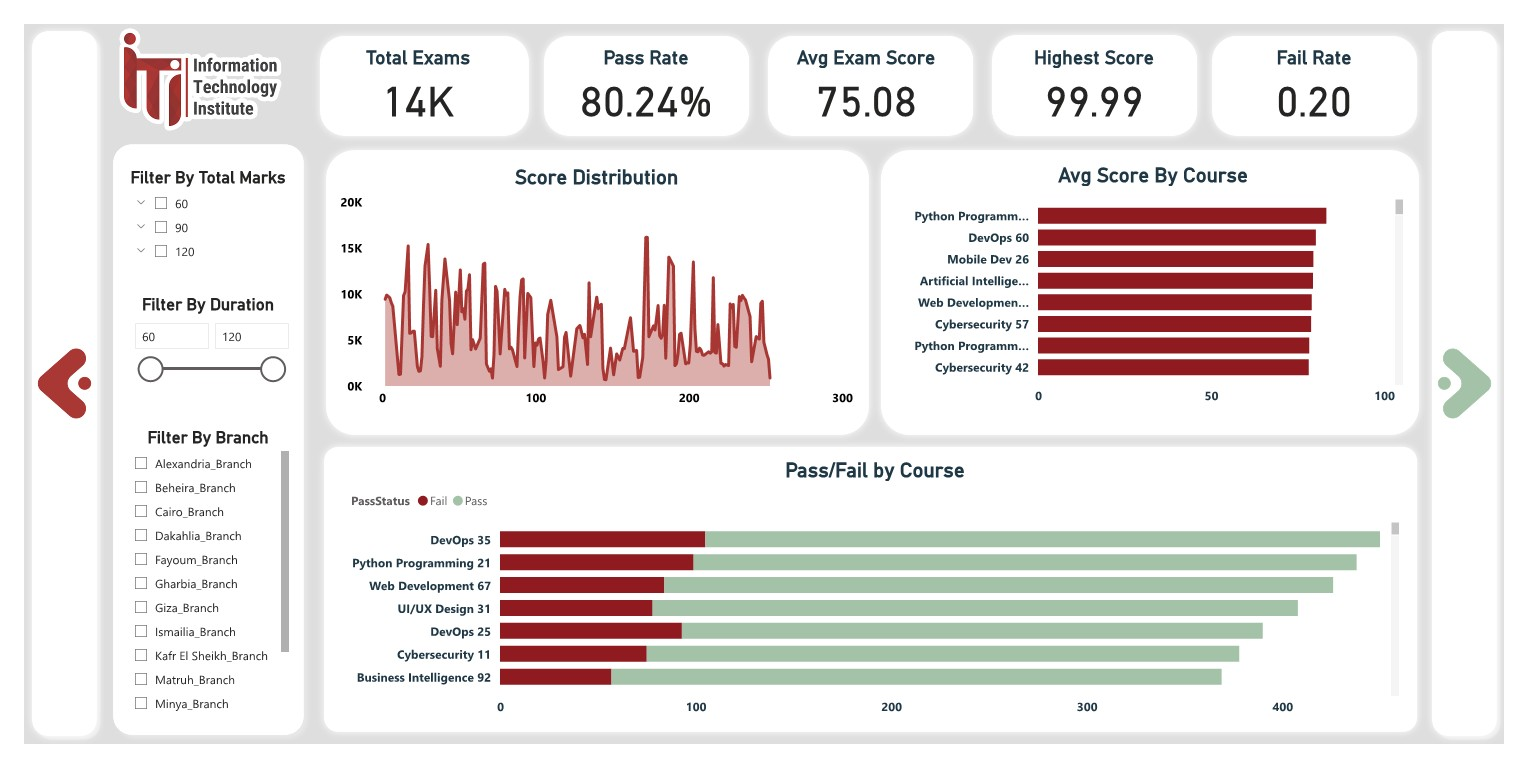 Information
Technology
Institute
Total Exams
14K
Pass Rate
80.24%
Avg Exam Score
75.08
Highest Score
99.99
Fail Rate
0.20
Filter By Total Marks
60
90
120
Filter By Duration
60
120
Filter By Branch
Alexandria_Branch
Beheira_Branch
Cairo_Branch
Dakahlia_Branch
Fayoum_Branch
Gharbia_Branch
Giza_Branch
Ismailia_Branch
Kafr El Sheikh_Branch
Matruh_Branch
Minya_Branch
Score Distribution
20K
15K
10K
5K
0K
0 100 200 300
Avg Score By Course
Python Programm...
DevOps 60
Mobile Dev 26
Artificial Intellige...
Web Developmen...
Cybersecurity 57
Python Programm...
Cybersecurity 42
0 50 100
Pass/Fail by Course
PassStatus Fail Pass
DevOps 35
Python Programming 21
Web Development 67
UI/UX Design 31
DevOps 25
Cybersecurity 11
Business Intelligence 92
0 100 200 300 400